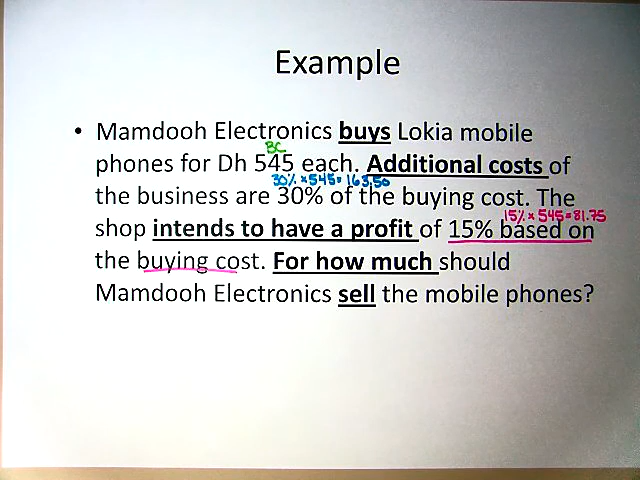 Example
• Mamdooh Electronics buys Lokia mobile
BC
phones for Dh 545 each. Additional costs of
30% × 545 = 163,50
the business are 30% of the buying cost. The
15% × 545 = 81.75
shop intends to have a profit of 15% based on
the buying cost. For how much should
Mamdooh Electronics sell the mobile phones?